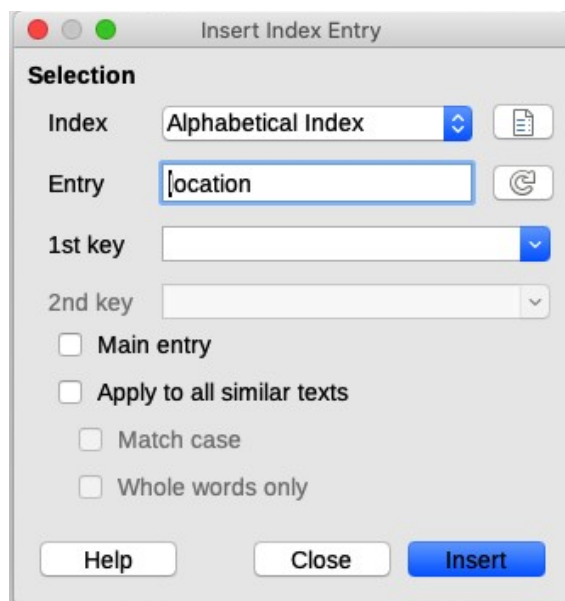 Insert Index Entry
Selection
Index Alphabetical Index
Entry location
1st key
2nd key
Main entry
Apply to all similar texts
Match case
Whole words only
Help Close Insert